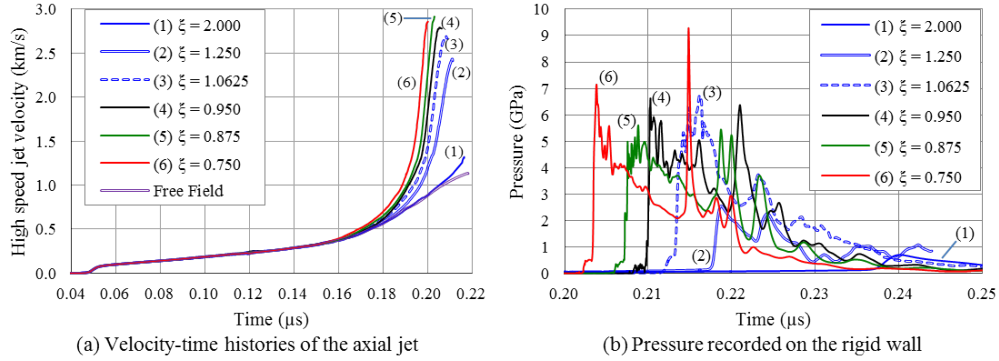 High speed jet velocity (km/s)
3.0
2.5
2.0
1.5
1.0
0.5
0.0
(1) ξ = 2.000
(2) ξ = 1.250
(3) ξ = 1.0625
(4) ξ = 0.950
(5) ξ = 0.875
(6) ξ = 0.750
Free Field
(5)
(4)
(3)
(6)
(2)
(1)
0.04 0.06 0.08 0.10 0.12 0.14 0.16 0.18 0.20 0.22
Time (µs)
(a) Velocity-time histories of the axial jet
Pressure (GPa)
10
9
8
7
6
5
4
3
2
1
0
(6)
(5)
(4)
(3)
(2)
(1)
(1) ξ = 2.000
(2) ξ = 1.250
(3) ξ = 1.0625
(4) ξ = 0.950
(5) ξ = 0.875
(6) ξ = 0.750
0.20 0.21 0.22 0.23 0.24 0.25
Time (µs)
(b) Pressure recorded on the rigid wall